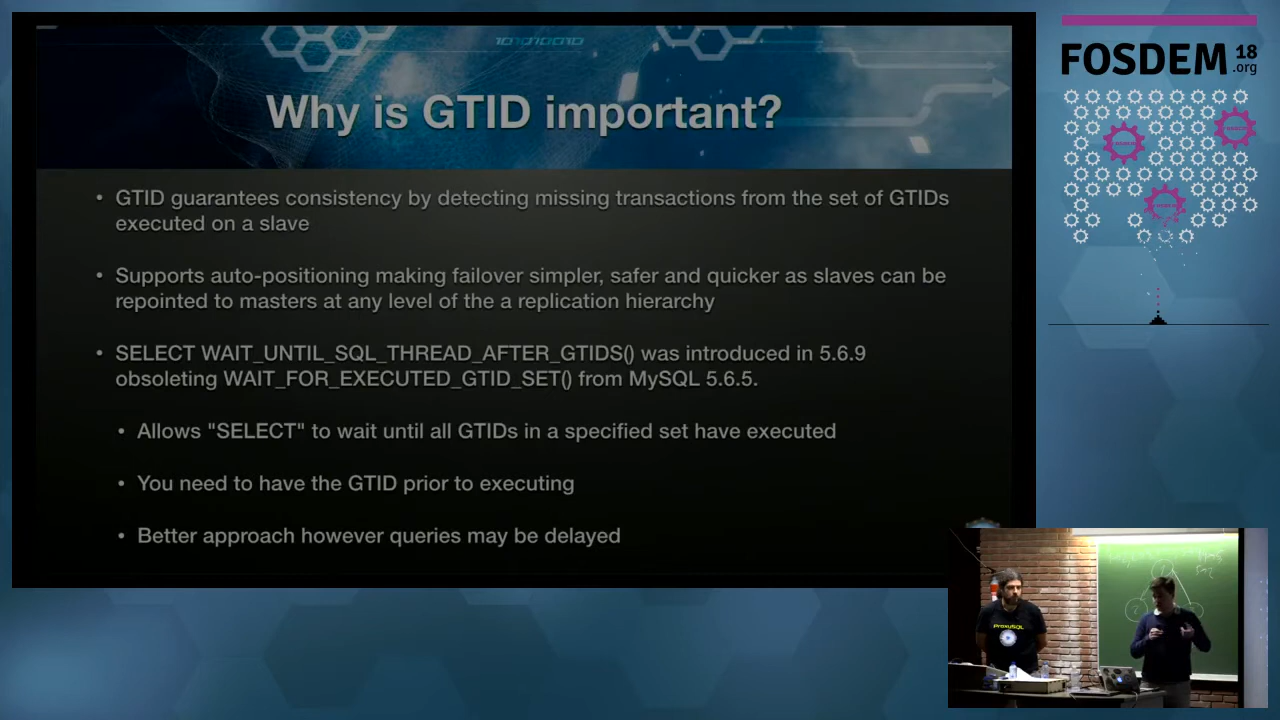 Why is GTID important?
FOSDEM 18
.org
• GTID guarantees consistency by detecting missing transactions from the set of GTIDs
executed on a slave
• Supports auto-positioning making failover simpler, safer and quicker as slaves can be
repointed to masters at any level of the a replication hierarchy
• SELECT WAIT_UNTIL_SQL_THREAD_AFTER_GTIDS() was introduced in 5.6.9
obsoleting WAIT_FOR_EXECUTED_GTID_SET() from MySQL 5.6.5.
• Allows "SELECT" to wait until all GTIDs in a specified set have executed
• You need to have the GTID prior to executing
• Better approach however queries may be delayed
ProxySQL